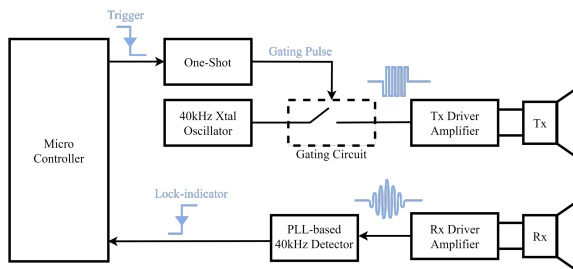 Trigger
One-Shot
Gating Pulse
40kHz Xtal
Oscillator
Gating Circuit
Tx Driver
Amplifier
Tx
Micro
Controller
Lock-indicator
PLL-based
40kHz Detector
Rx Driver
Amplifier
Rx